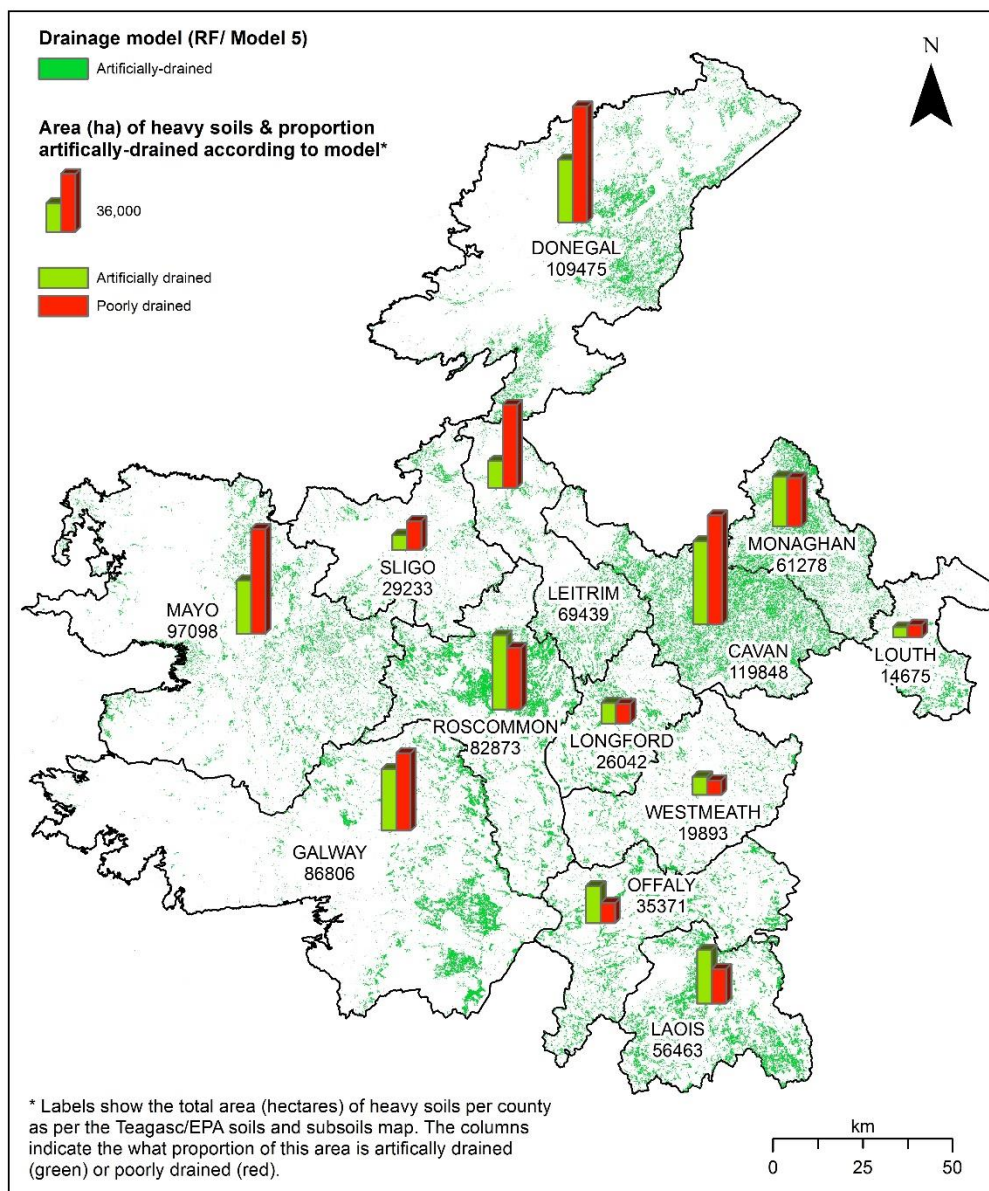 Drainage model (RF/ Model 5)
Artificially-drained
Area (ha) of heavy soils & proportion
artifically-drained according to model*
36,000
Artificially drained
Poorly drained
N
DONEGAL
109475
MONAGHAN
61278
SLIGO
29233
LEITRIM
69439
MAYO
97098
CAVAN
119848
LOUTH
14675
ROSCOMMON
82873
LONGFORD
26042
WESTMEATH
19893
GALWAY
86806
OFFALY
35371
LAOIS
56463
* Labels show the total area (hectares) of heavy soils per county
as per the Teagasc/EPA soils and subsoils map. The columns
indicate the what proportion of this area is artifically drained
(green) or poorly drained (red).
km
0 25 50